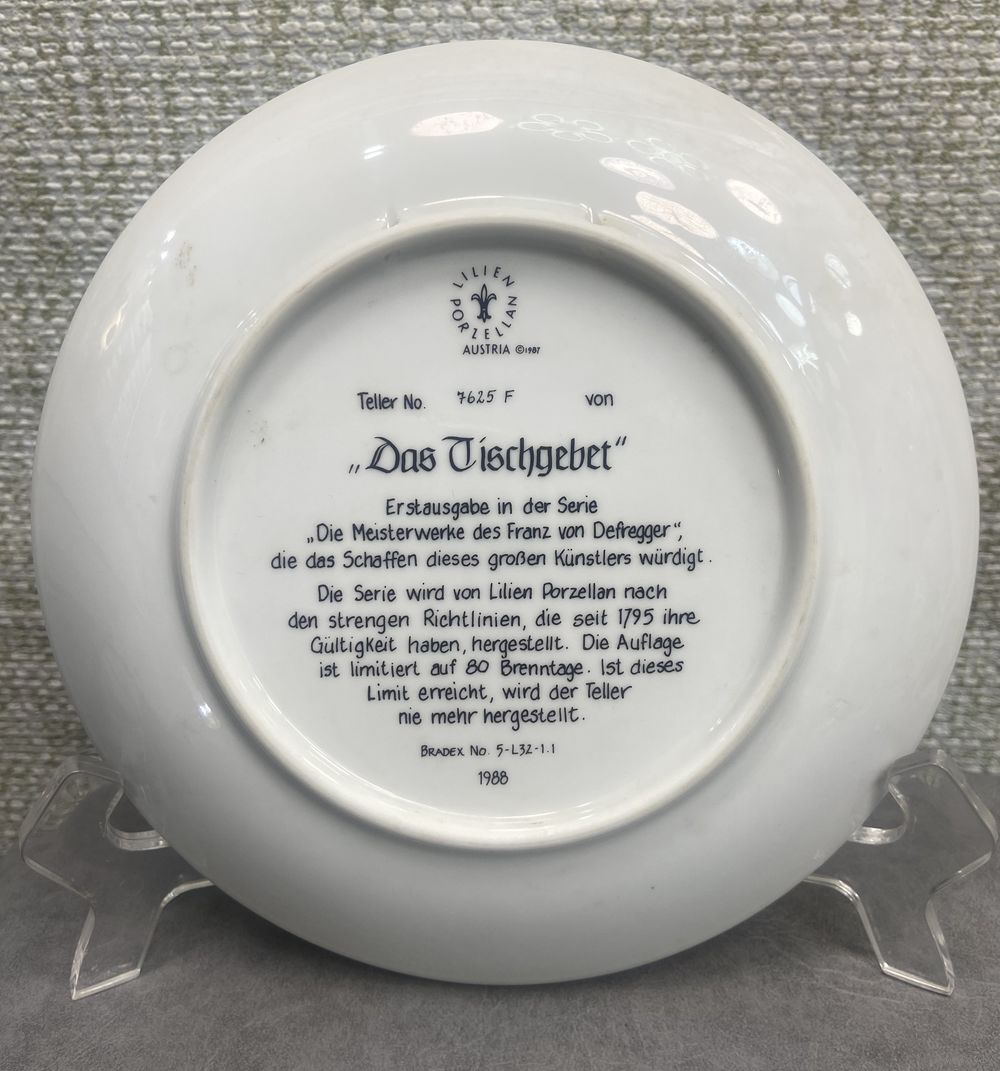 LILIEN PORZELLAN
AUSTRIA ©1987
Teller No. 7625 F von
„Das Tischgebet“
Erstausgabe in der Serie
„Die Meisterwerke des Franz von Defregger“,
die das Schaffen dieses großen Künstlers würdigt.
Die Serie wird von Lilien Porzellan nach
den strengen Richtlinien, die seit 1795 ihre
Gültigkeit haben, hergestellt. Die Auflage
ist limitiert auf 80 Brenntage. Ist dieses
Limit erreicht, wird der Teller
nie mehr hergestellt.
BRADEX No. 5-L32-1.1
1988